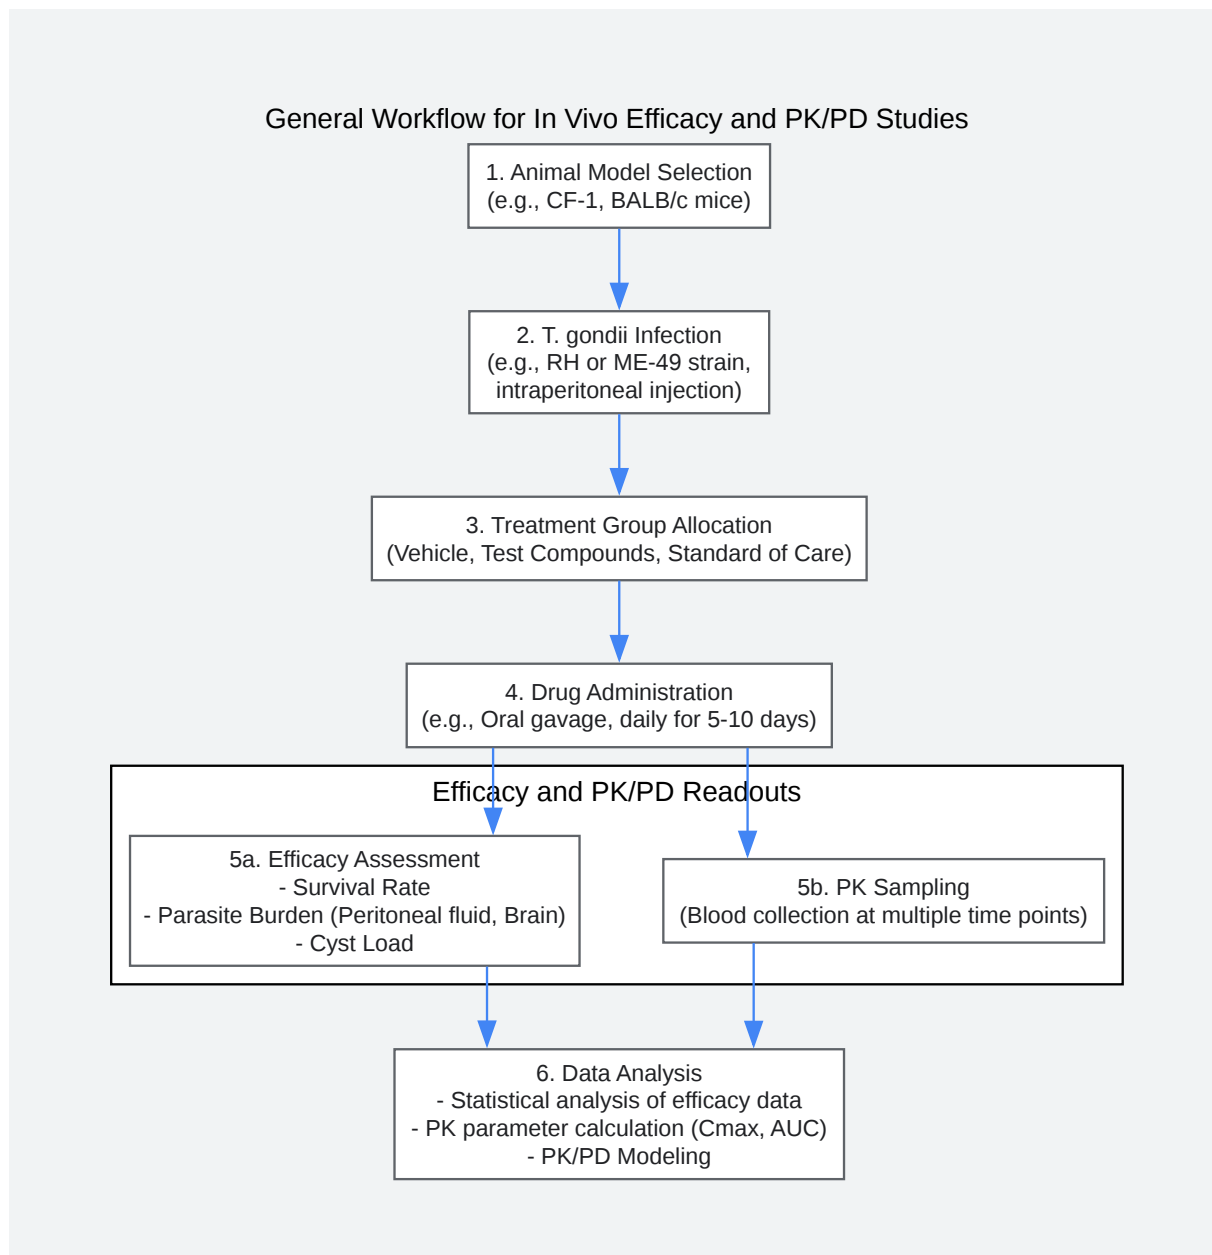 General Workflow for In Vivo Efficacy and PK/PD Studies
1. Animal Model Selection
(e.g., CF-1, BALB/c mice)
2. T. gondii Infection
(e.g., RH or ME-49 strain,
intraperitoneal injection)
3. Treatment Group Allocation
(Vehicle, Test Compounds, Standard of Care)
4. Drug Administration
(e.g., Oral gavage, daily for 5-10 days)
Efficacy and PK/PD Readouts
5a. Efficacy Assessment
- Survival Rate
- Parasite Burden (Peritoneal fluid, Brain)
- Cyst Load
5b. PK Sampling
(Blood collection at multiple time points)
6. Data Analysis
- Statistical analysis of efficacy data
- PK parameter calculation (Cmax, AUC)
- PK/PD Modeling